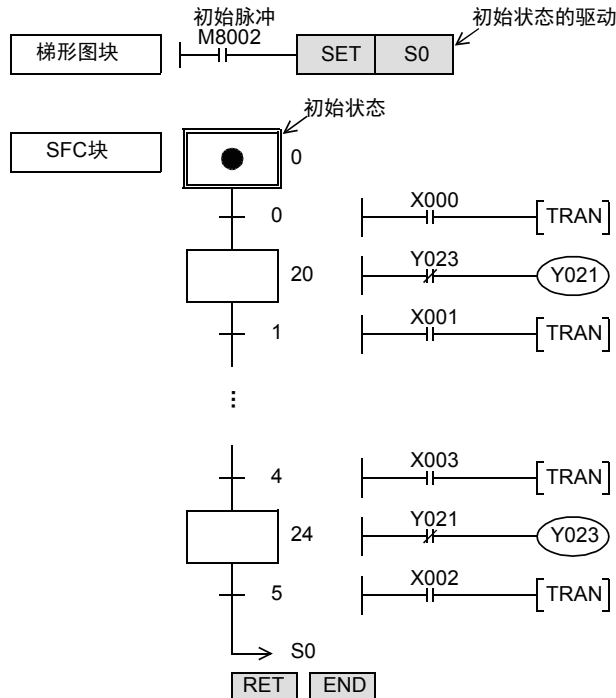 初始脉冲
初始状态的驱动
梯形图块
M8002
SET S0
初始状态
SFC块
0
0
X000
TRAN
20
Y023
Y021
1
X001
TRAN
...
4
X003
TRAN
24
Y021
Y023
5
X002
TRAN
S0
RET END